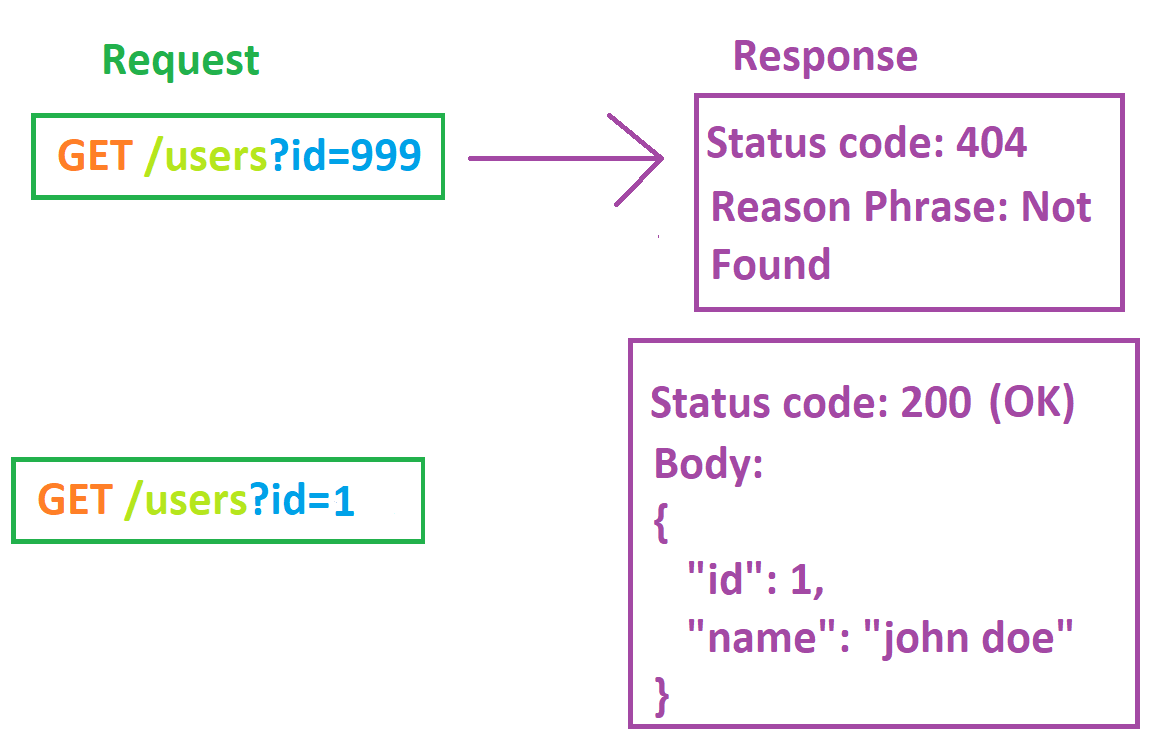 Request
Response
GET /users?id=999
Status code: 404
Reason Phrase: Not
Found
GET /users?id=1
Status code: 200 (OK)
Body:
{
"id": 1,
"name": "john doe"
}